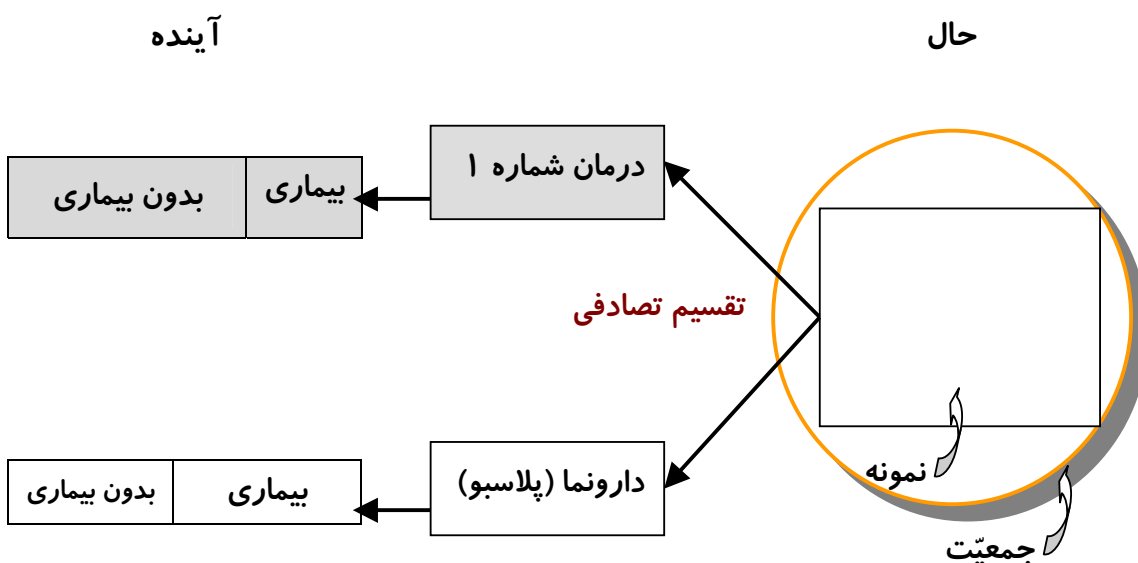 حال
آینده
درمان شماره ۱
بیماری
بدون بیماری
تقسیم تصادفی
نمونه
دارونما (پلاسبو)
بیماری
بدون بیماری
جمعیّت